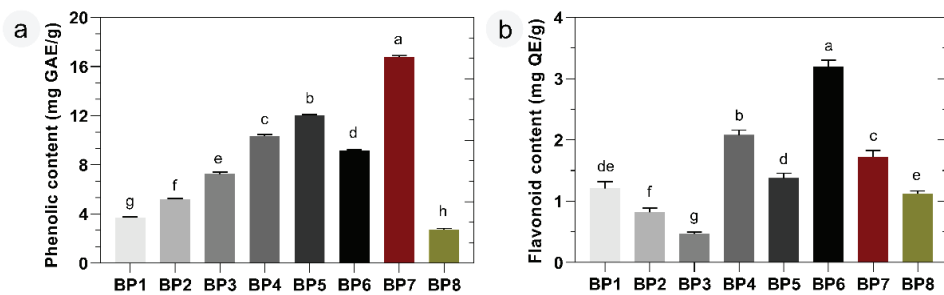 a
Phenolic content (mg GAE/g)
20
16
12
8
4
0
g f e c b d a h
BP1 BP2 BP3 BP4 BP5 BP6 BP7 BP8
b
Flavonoid content (mg QE/g)
4
3
2
1
0
de f g b d a c e
BP1 BP2 BP3 BP4 BP5 BP6 BP7 BP8